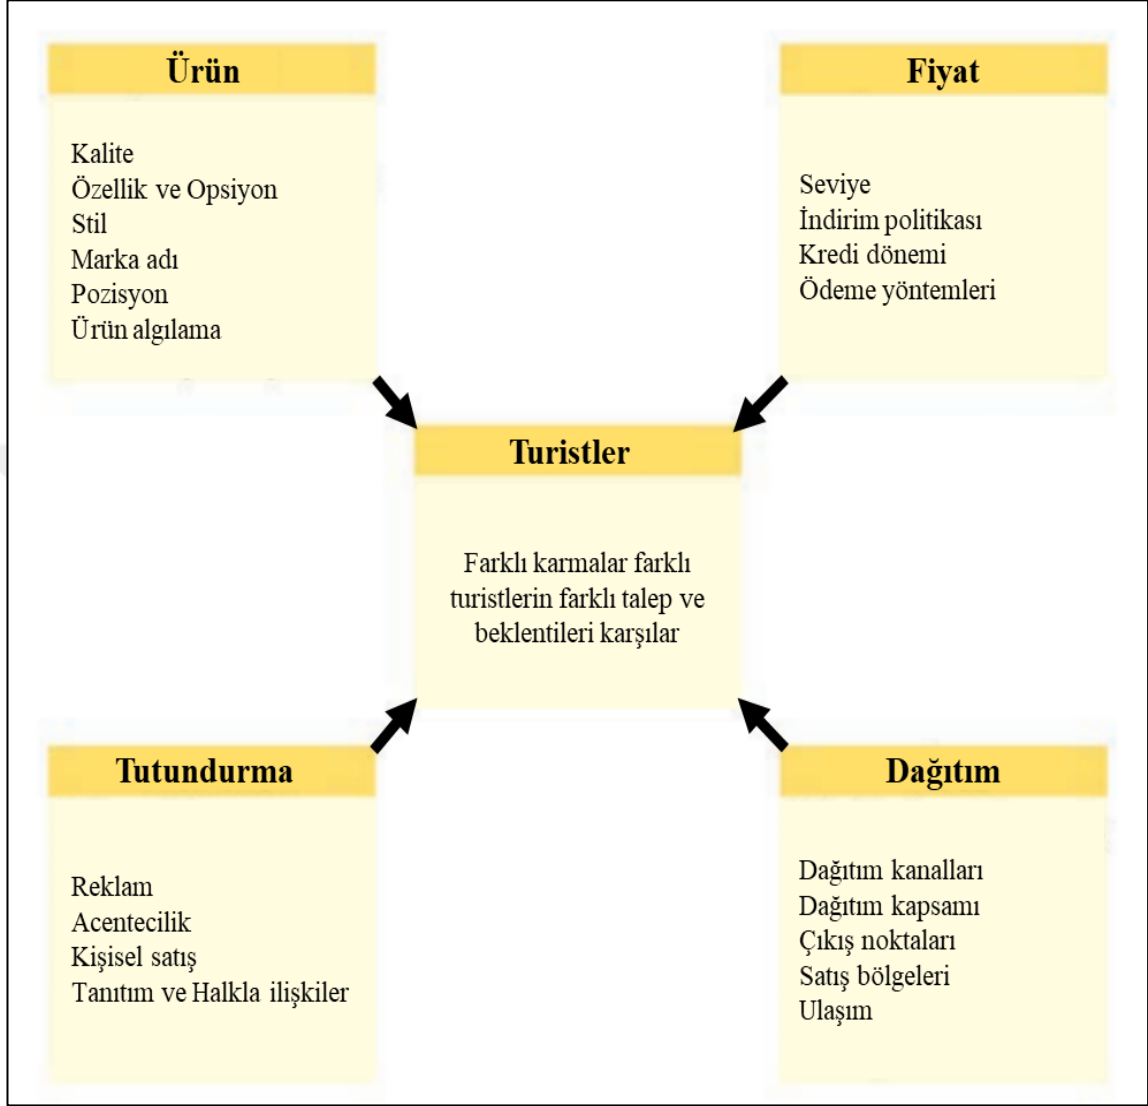 Ürün
Kalite
Özellik ve Opsiyon
Stil
Marka adı
Pozisyon
Ürün algılama
Fiyat
Seviye
İndirim politikası
Kredi dönemi
Ödeme yöntemleri
Turistler
Farklı karmalar farklı
turistlerin farklı talep ve
beklentileri karşılar
Tutundurma
Reklam
Acentecilik
Kişisel satış
Tanıtım ve Halkla ilişkiler
Dağıtım
Dağıtım kanalları
Dağıtım kapsamı
Çıkış noktaları
Satış bölgeleri
Ulaşım